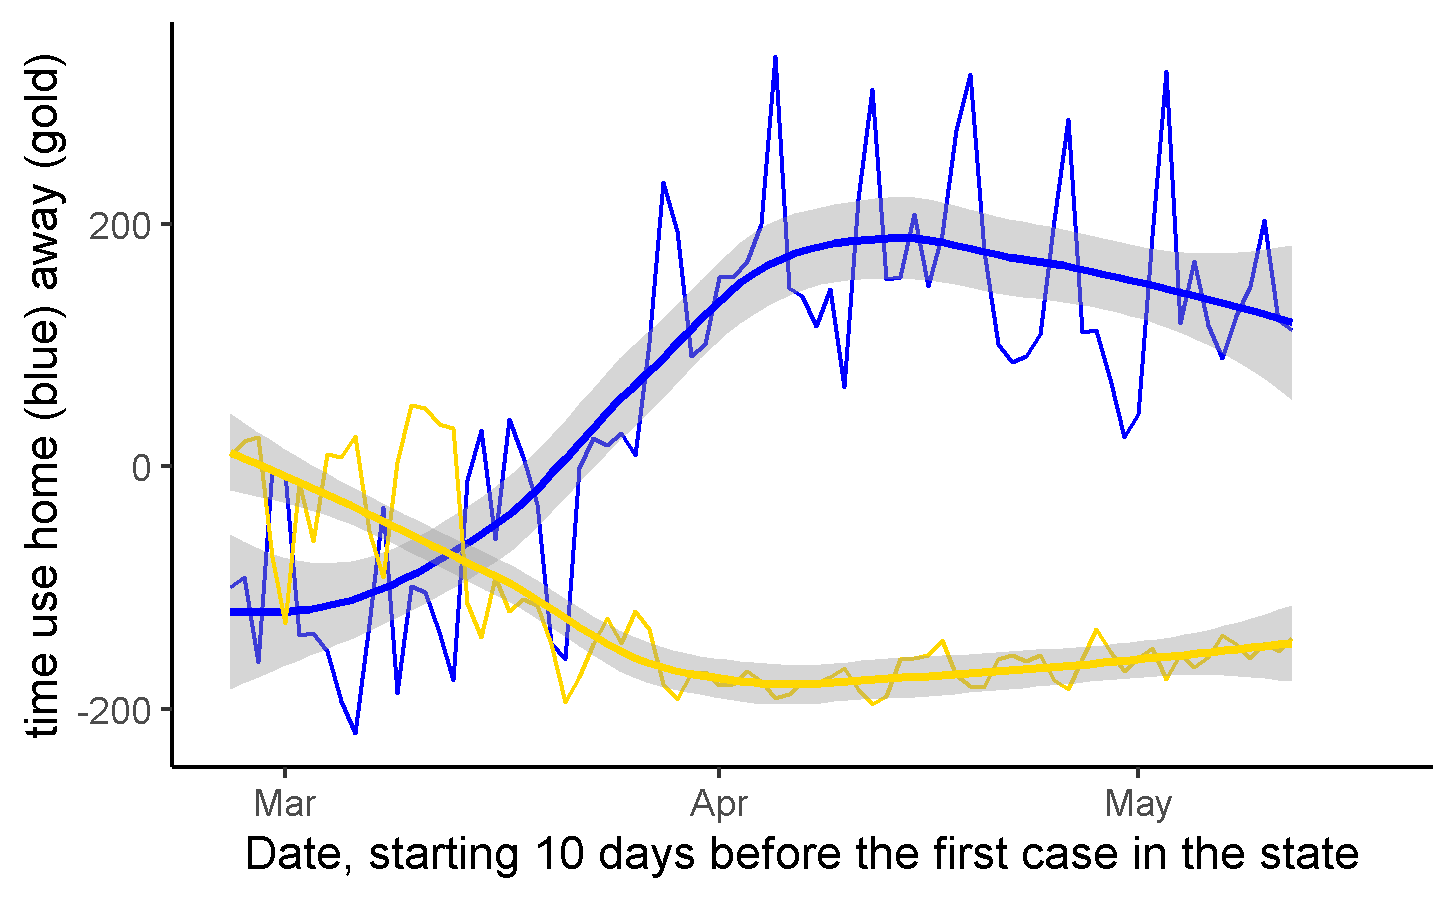 time use home (blue) away (gold)
200
0
-200
Mar Apr May
Date, starting 10 days before the first case in the state